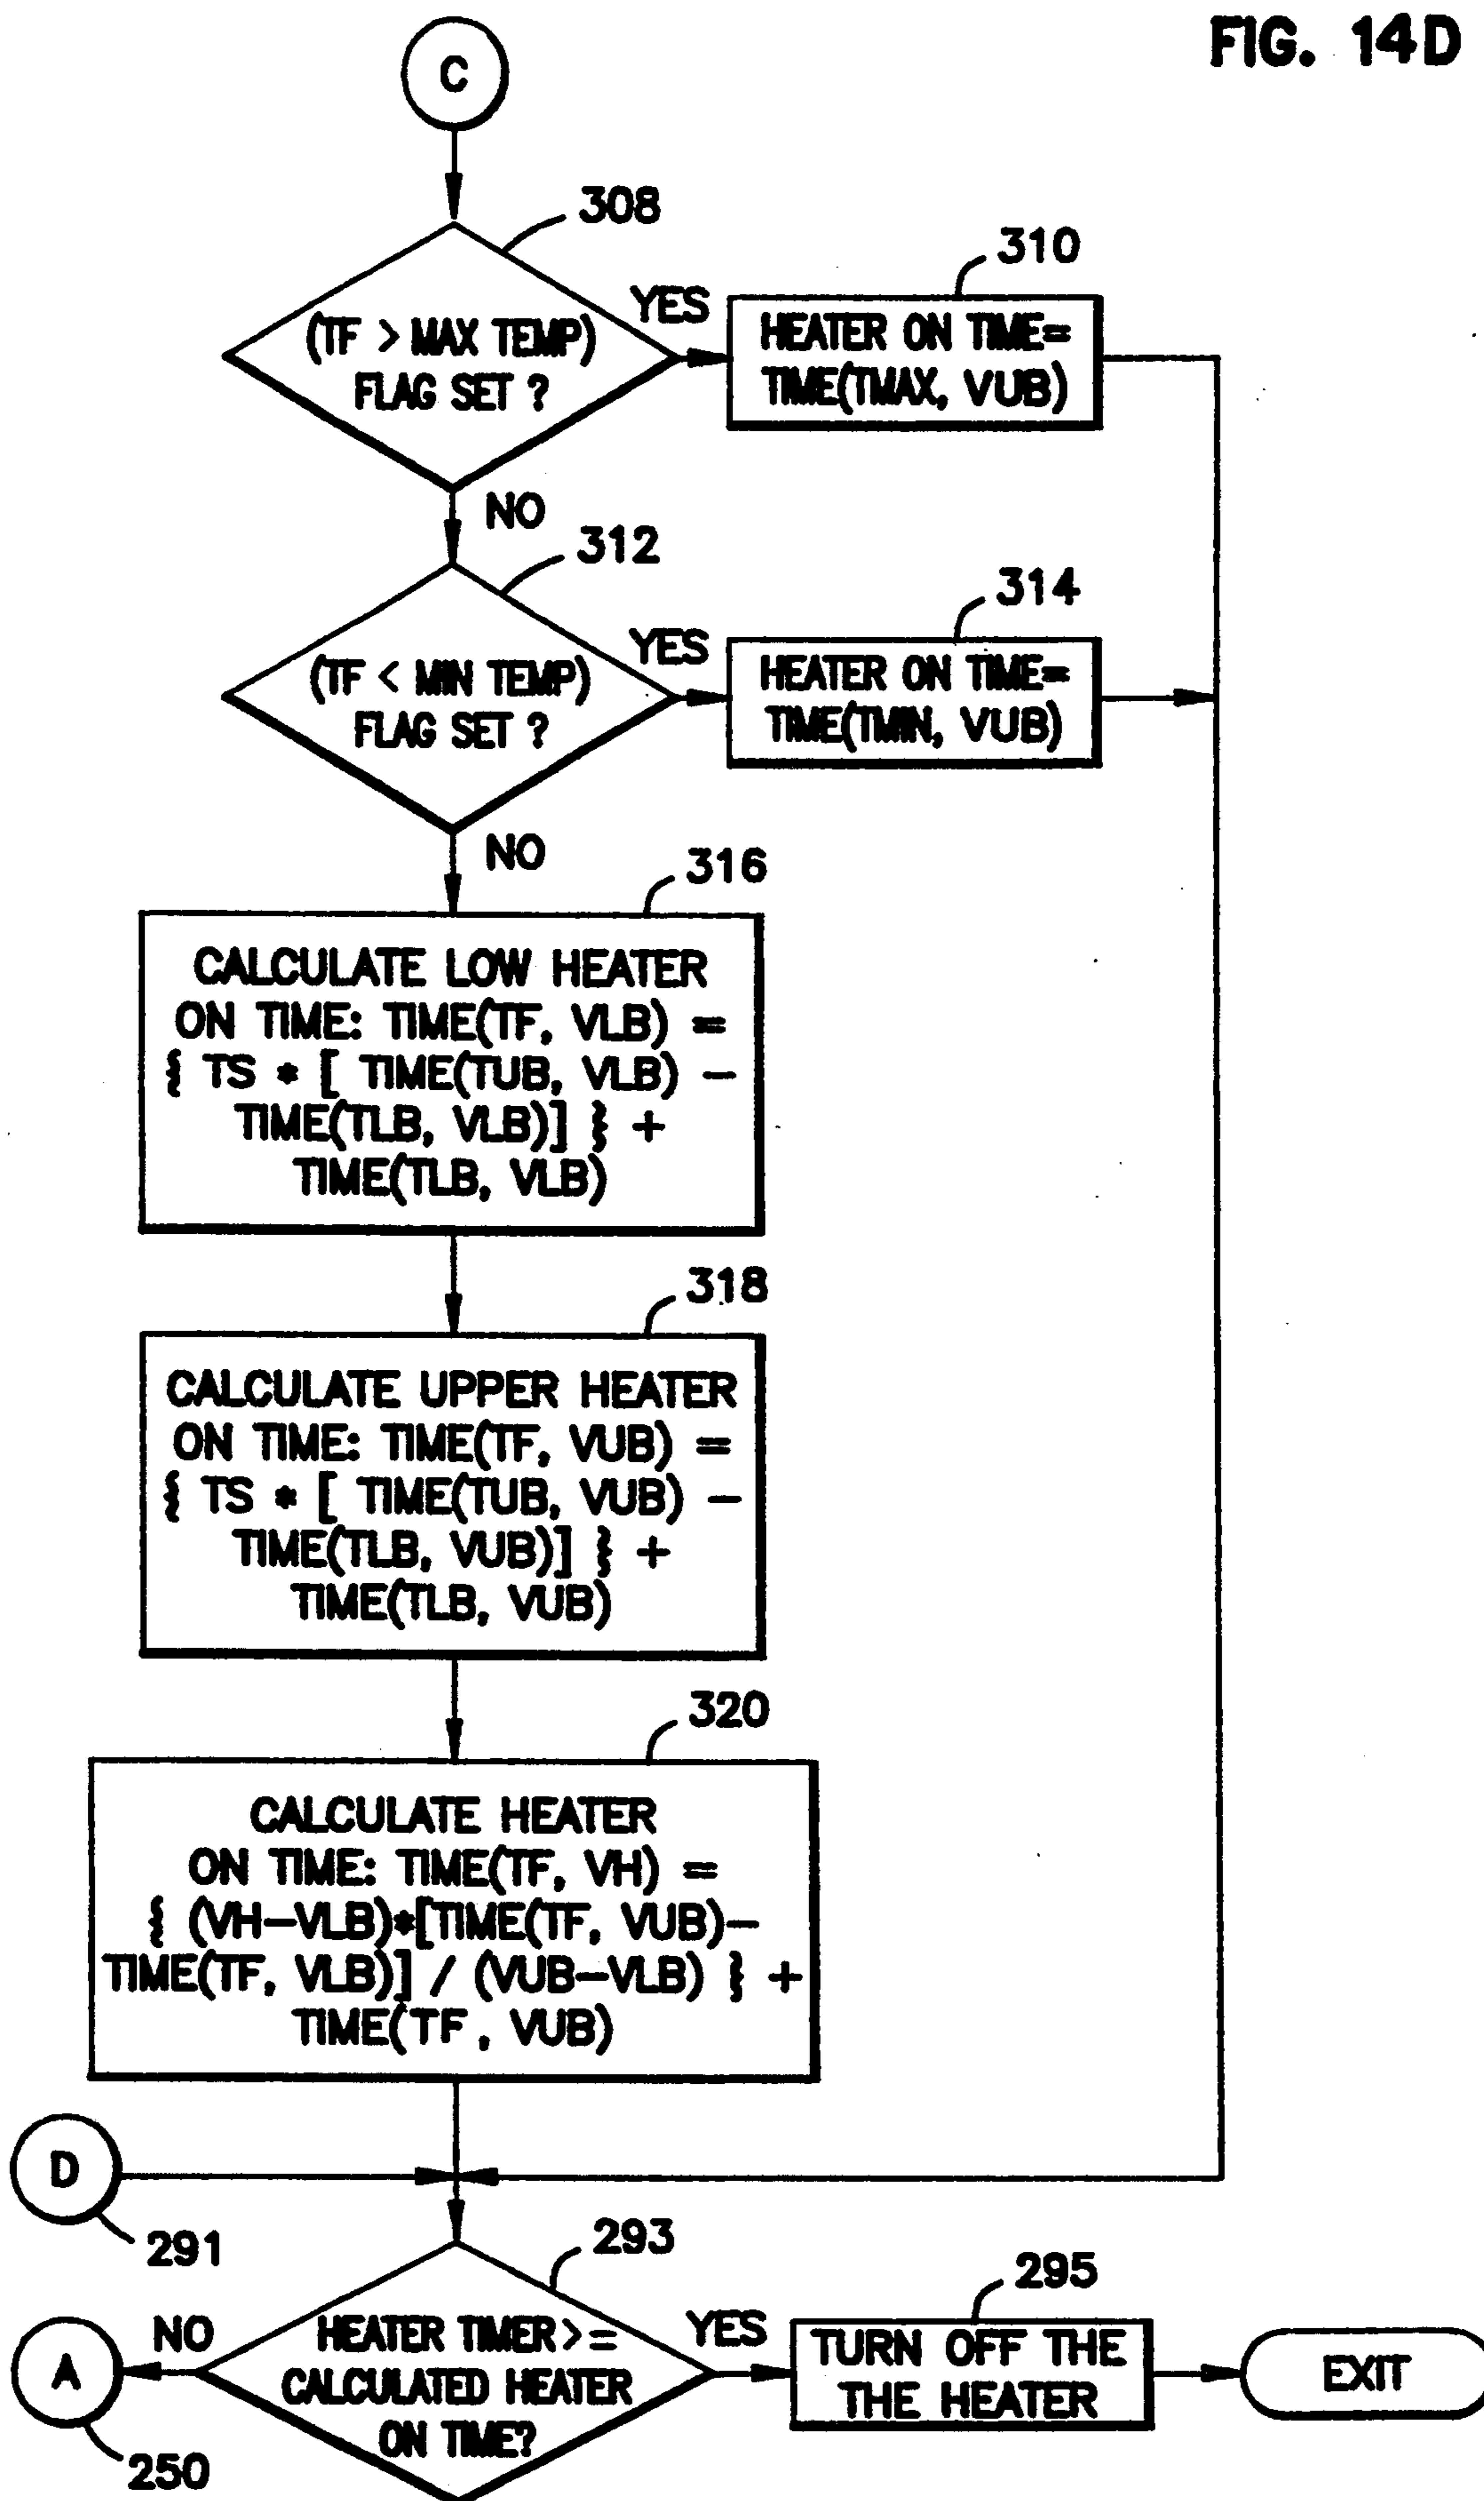 FIG. 14D
C
308
(TF > MAX TEMP)
FLAG SET ?
YES
310
HEATER ON TIME=
TIME(TMAX, VUB)
NO
312
(TF < MIN TEMP)
FLAG SET ?
YES
314
HEATER ON TIME=
TIME(TMIN, VUB)
NO
316
CALCULATE LOW HEATER
ON TIME: TIME(TF, VLB) =
{ TS * [ TIME(TUB, VLB) –
TIME(TLB, VLB)] } +
TIME(TLB, VLB)
318
CALCULATE UPPER HEATER
ON TIME: TIME(TF, VUB) =
{ TS * [ TIME(TUB, VUB) –
TIME(TLB, VUB)] } +
TIME(TLB, VUB)
320
CALCULATE HEATER
ON TIME: TIME(TF, VH) =
{ (VH–VLB)*[TIME(TF, VUB)–
TIME(TF, VLB)] / (VUB–VLB) } +
TIME(TF , VUB)
D
291
293
HEATER TIMER >=
CALCULATED HEATER
ON TIME?
NO
A
250
YES
295
TURN OFF THE
THE HEATER
EXIT